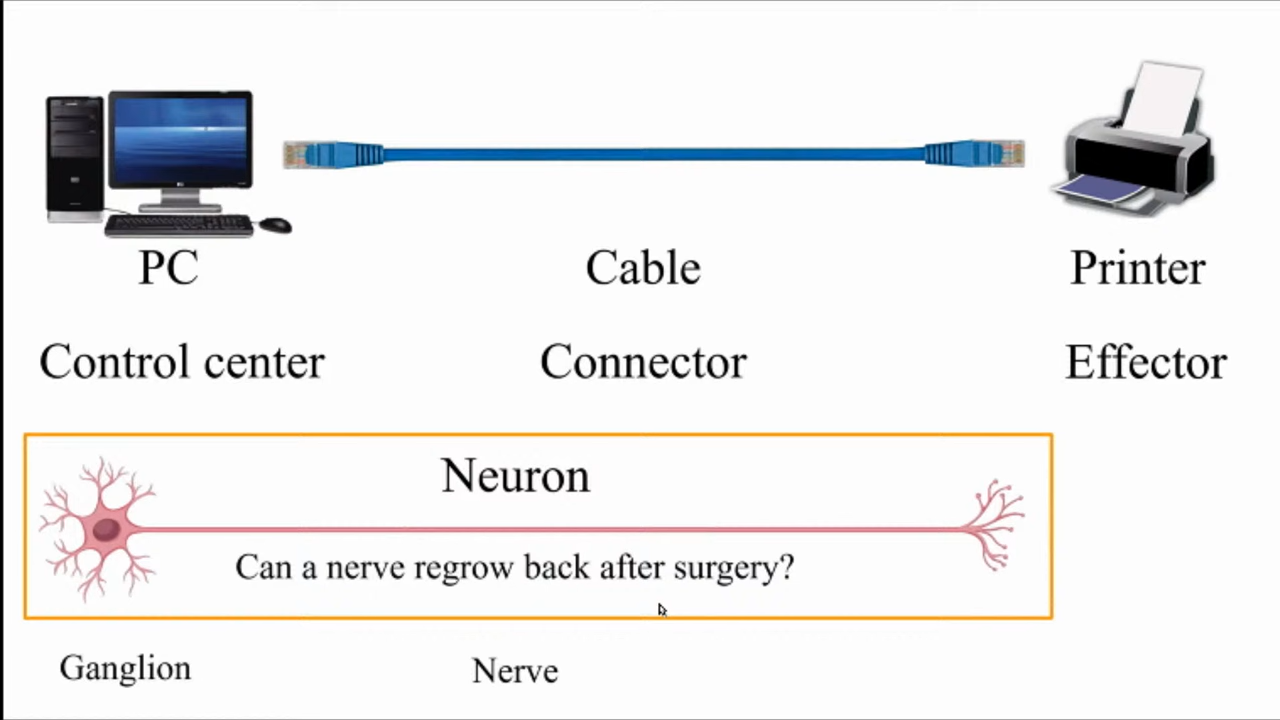 PC
Cable
Printer
Control center
Connector
Effector
Neuron
Can a nerve regrow back after surgery?
Ganglion
Nerve